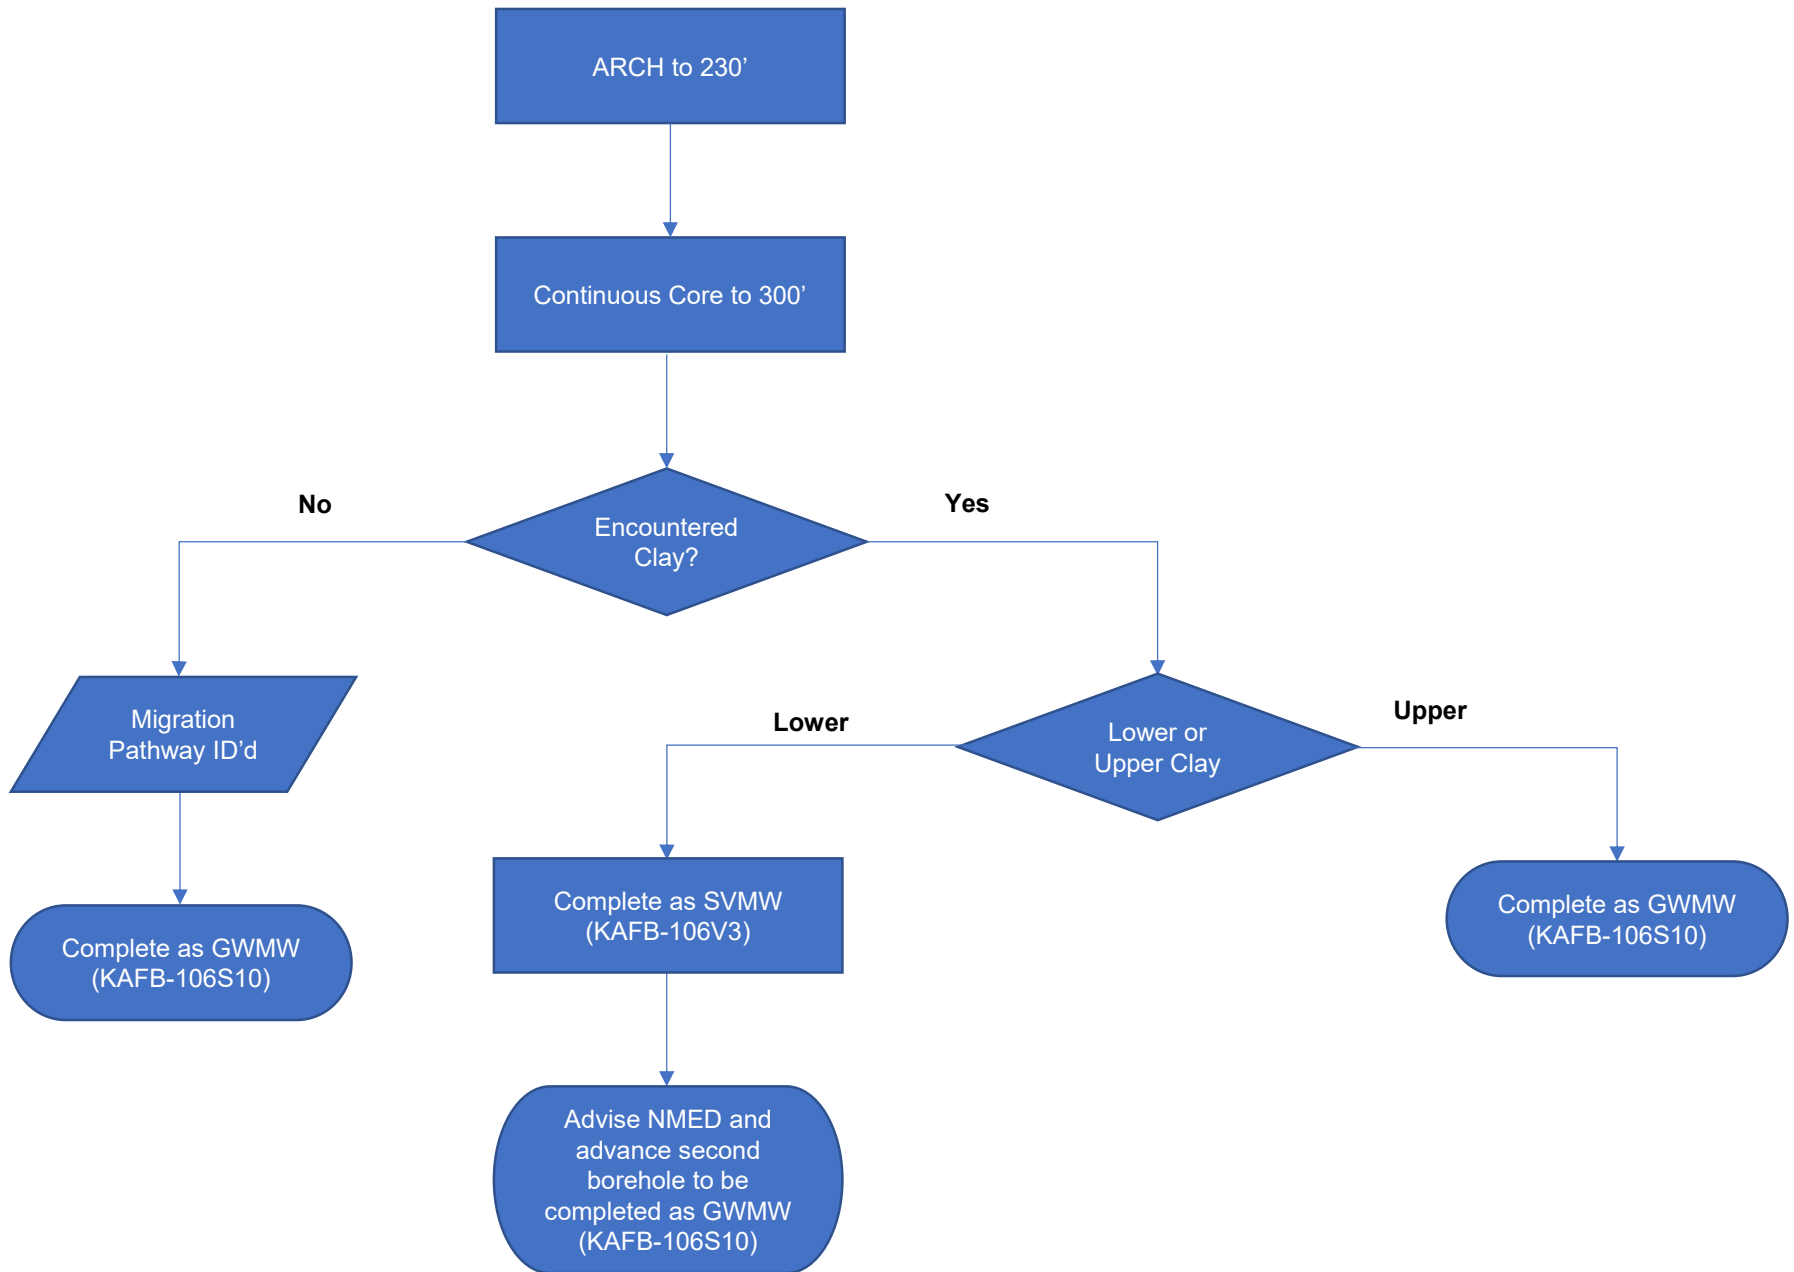 ARCH to 230’
Continuous Core to 300’
No
Yes
Encountered
Clay?
Migration
Pathway ID’d
Lower
Upper
Lower or
Upper Clay
Complete as GWMW
(KAFB-106S10)
Complete as SVMW
(KAFB-106V3)
Complete as GWMW
(KAFB-106S10)
Advise NMED and
advance second
borehole to be
completed as GWMW
(KAFB-106S10)